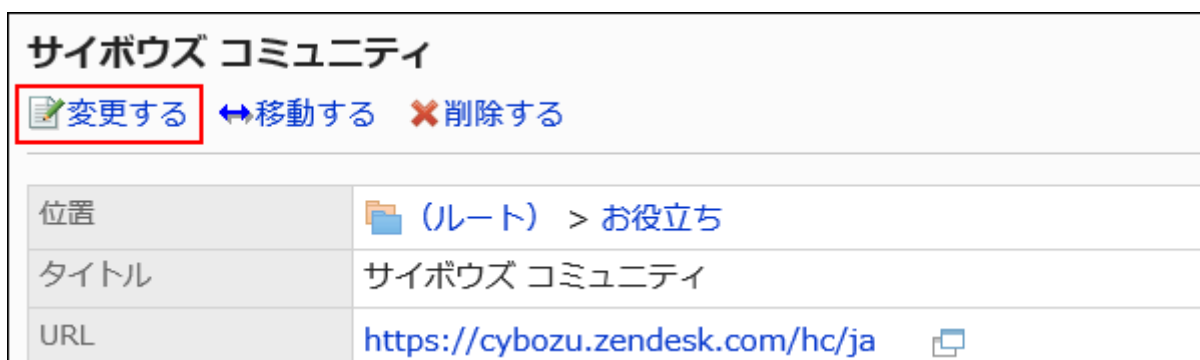 サイボウズ コミュニティ
変更する 移動する 削除する
位置 （ルート） > お役立ち
タイトル サイボウズ コミュニティ
URL https://cybozu.zendesk.com/hc/ja